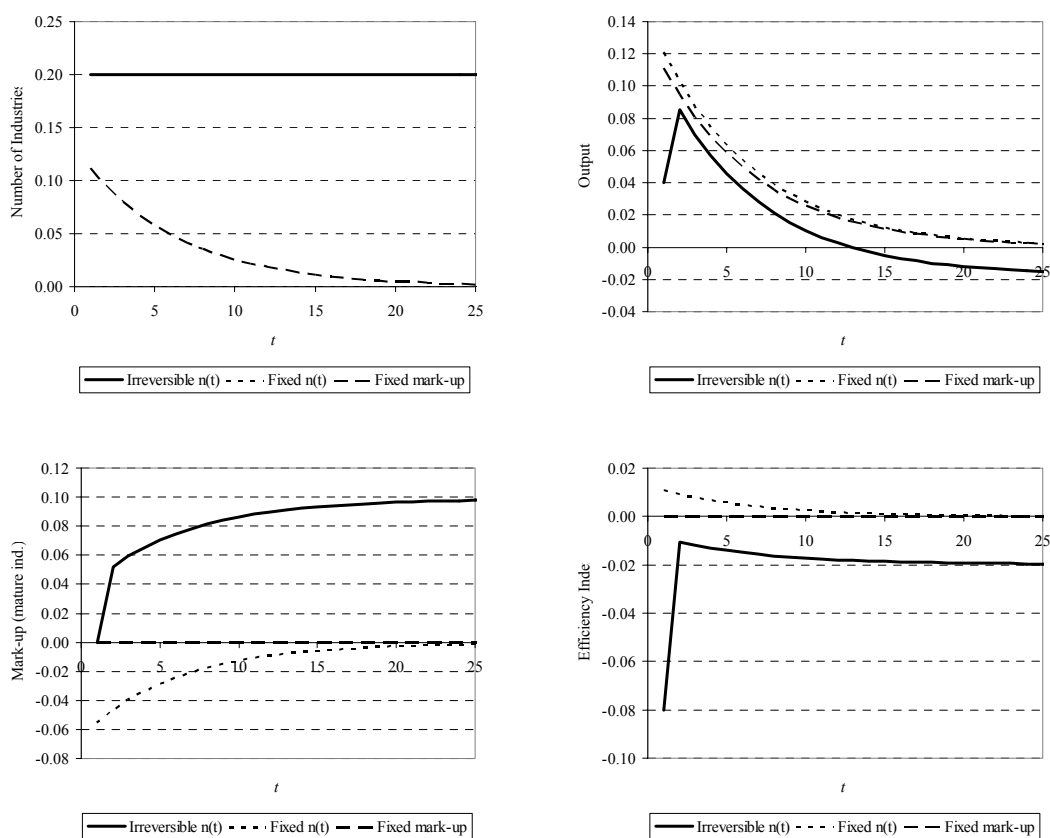 0.25
0.20
0.15
0.10
0.05
0.00
Number of Industries
0 5 10 15 20 25
t
Irreversible n(t) Fixed n(t) Fixed mark-up
0.14
0.12
0.10
0.08
0.06
0.04
0.02
0.00
-0.02
-0.04
Output
0 5 10 15 20 25
t
Irreversible n(t) Fixed n(t) Fixed mark-up
0.12
0.10
0.08
0.06
0.04
0.02
0.00
-0.02
-0.04
-0.06
-0.08
Mark-up (mature ind.)
0 5 10 15 20 25
t
Irreversible n(t) Fixed n(t) Fixed mark-up
0.02
0.00
-0.02
-0.04
-0.06
-0.08
-0.10
Efficiency Inde
0 5 10 15 20 25
t
Irreversible n(t) Fixed n(t) Fixed mark-up